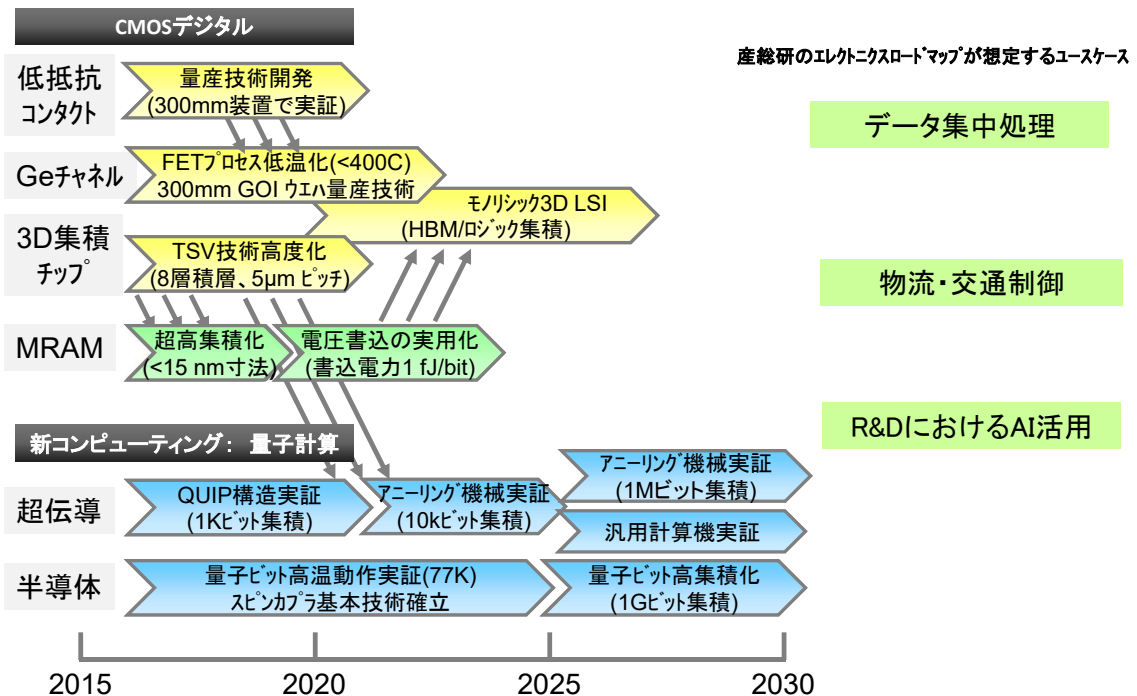 CMOSデジタル
産総研のエレクトニクスロードマップが想定するユースケース
低抵抗
コンタクト
量産技術開発
(300mm装置で実証)
データ集中処理
Geチャネル
FETプロセス低温化(<400C)
300mm GOI ウエハ量産技術
モノリシック3D LSI
(HBM/ロジック集積)
3D集積
チップ
TSV技術高度化
(8層積層、5μm ピッチ)
物流・交通制御
MRAM
超高集積化
(<15 nm寸法)
電圧書込の実用化
(書込電力1 fJ/bit)
R&DにおけるAI活用
新コンピューティング: 量子計算
超伝導
QUIP構造実証
(1Kビット集積)
アニーリング機械実証
(10kビット集積)
アニーリング機械実証
(1Mビット集積)
汎用計算機実証
半導体
量子ビット高温動作実証(77K)
スピンカプラ基本技術確立
量子ビット高集積化
(1Gビット集積)
2015
2020
2025
2030